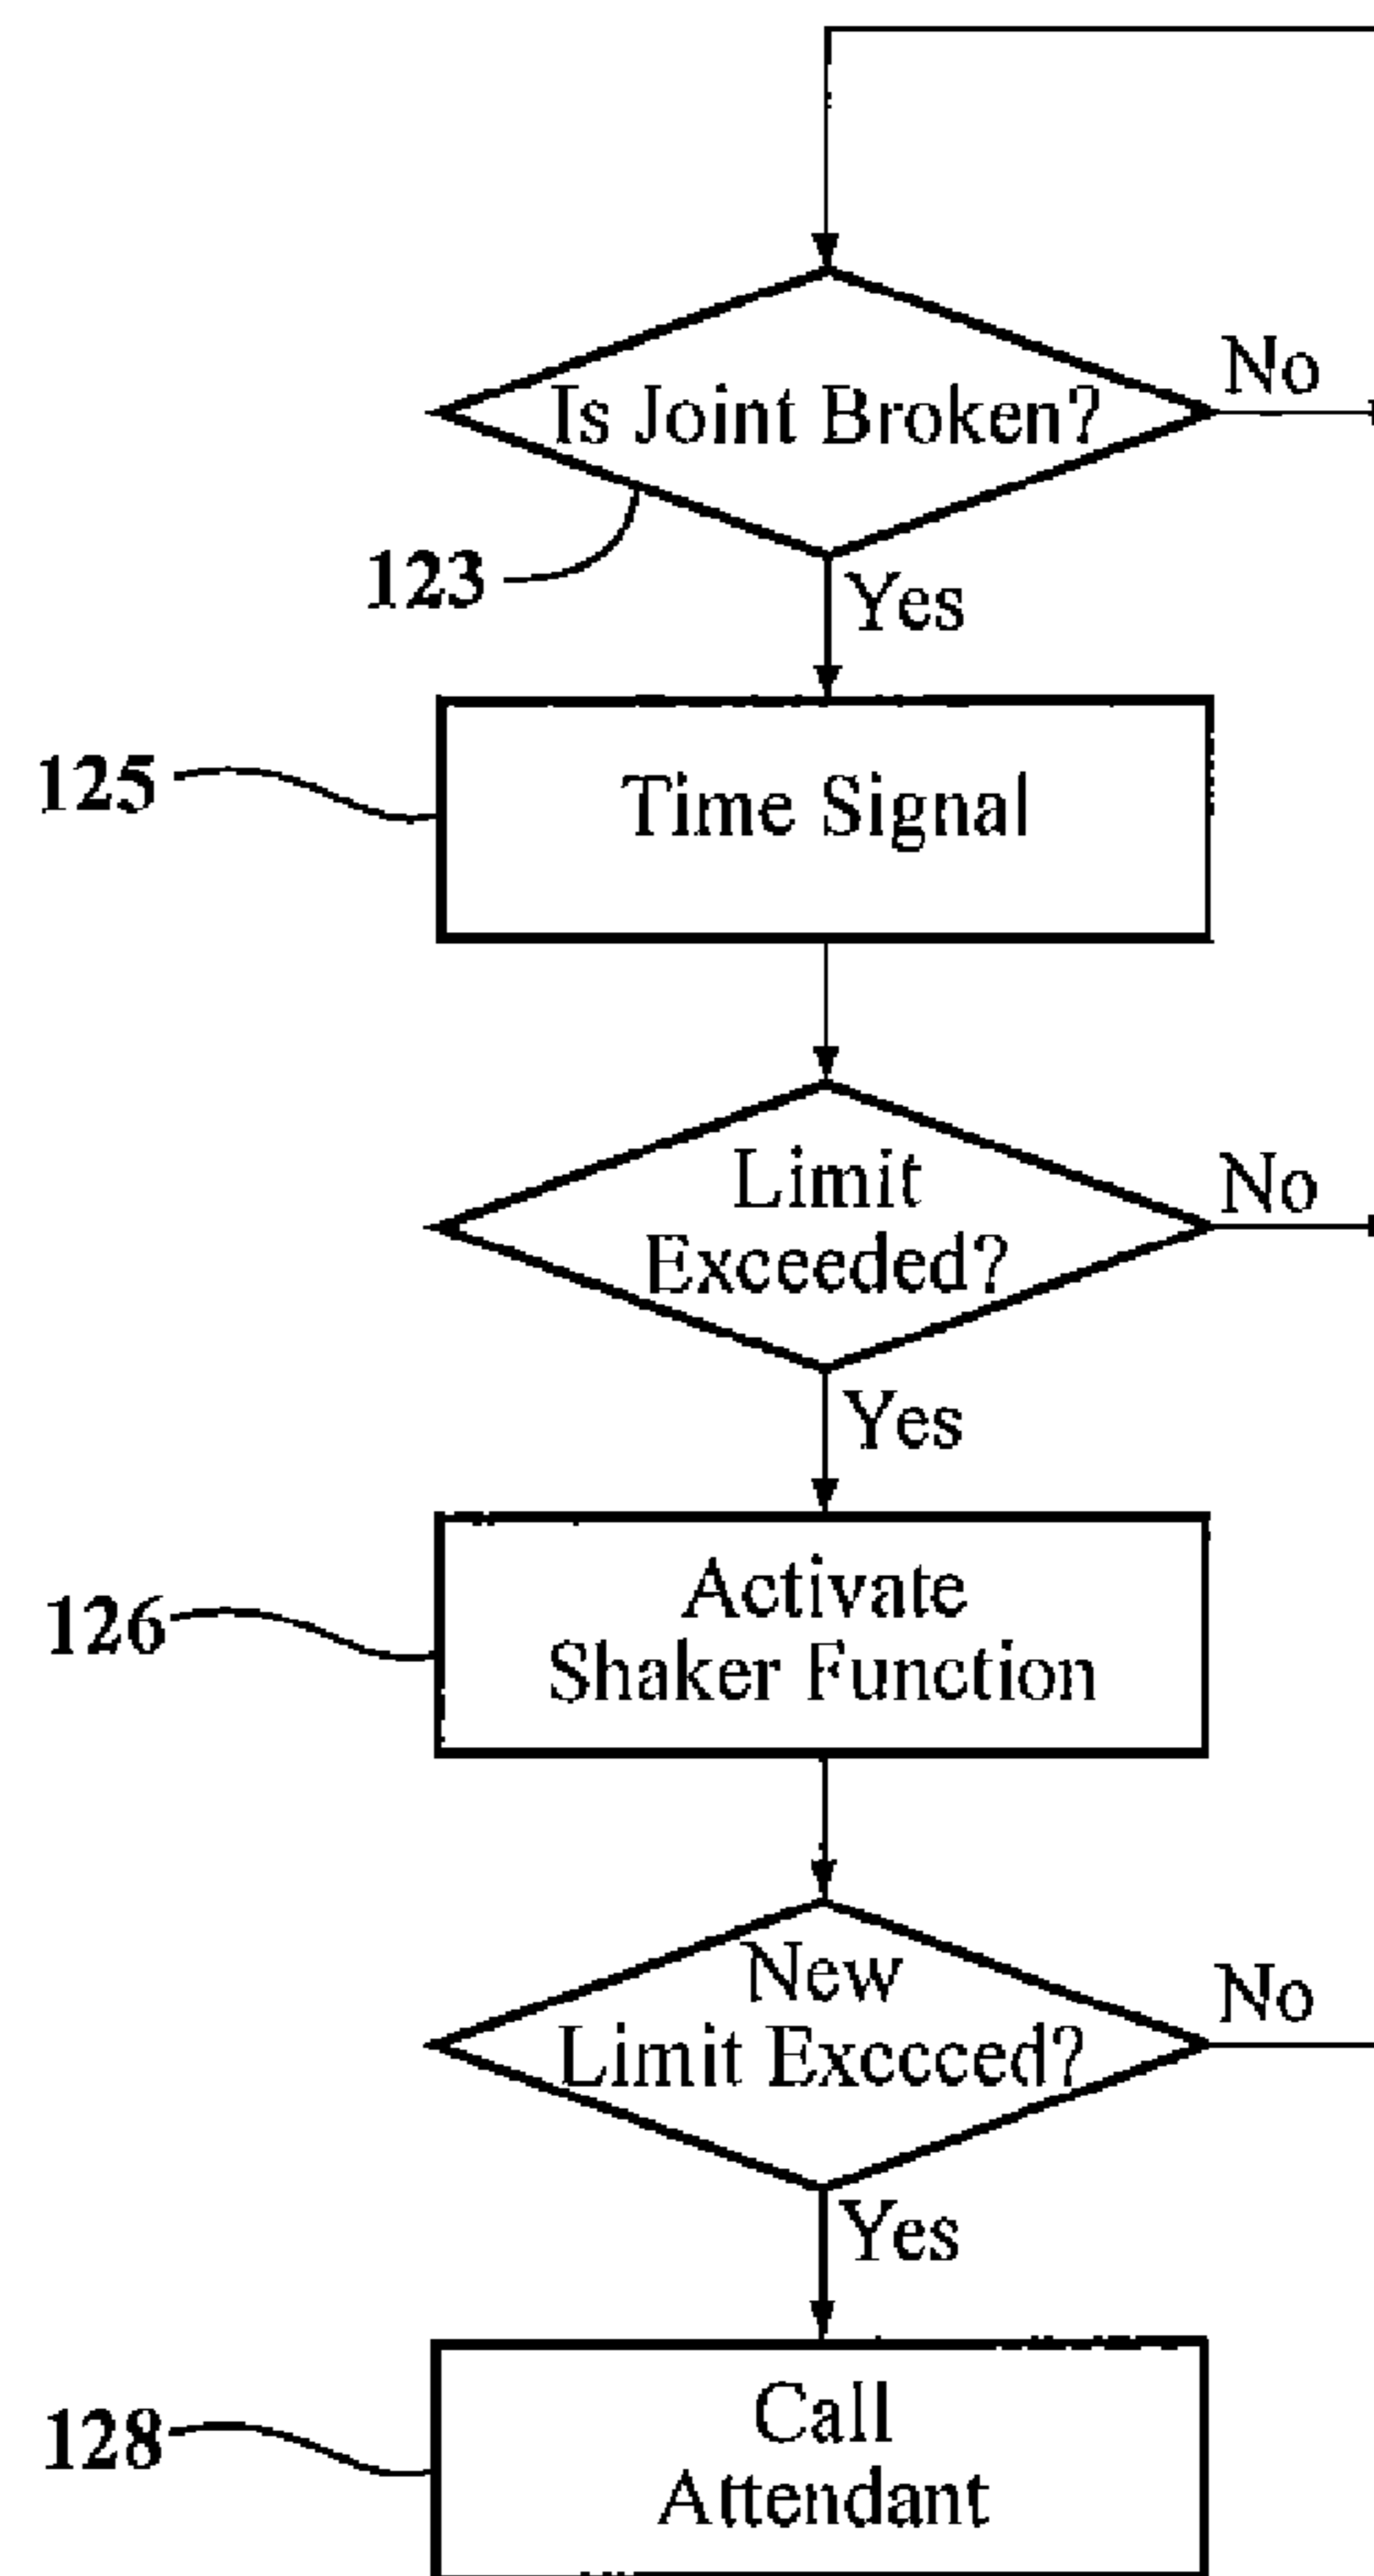 Is Joint Broken?
No
123
Yes
125
Time Signal
Limit
Exceeded?
No
Yes
126
Activate
Shaker Function
New
Limit Exccced?
No
Yes
128
Call
Attendant